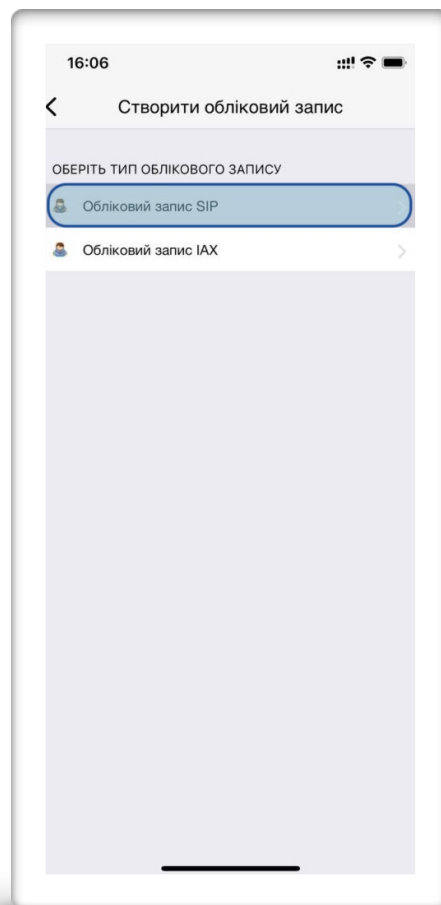 16:06
Створити обліковий запис
ОБЕРІТЬ ТИП ОБЛІКОВОГО ЗАПИСУ
Обліковий запис SIP
Обліковий запис IAX